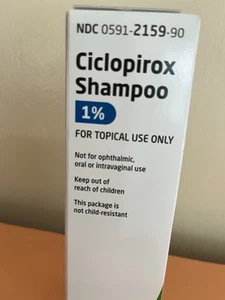 NDC 0591-2159-90
Ciclopirox
Shampoo
1%
FOR TOPICAL USE ONLY
Not for ophthalmic,
oral or intravaginal use
Keep out of
reach of children
This package is
not child-resistant